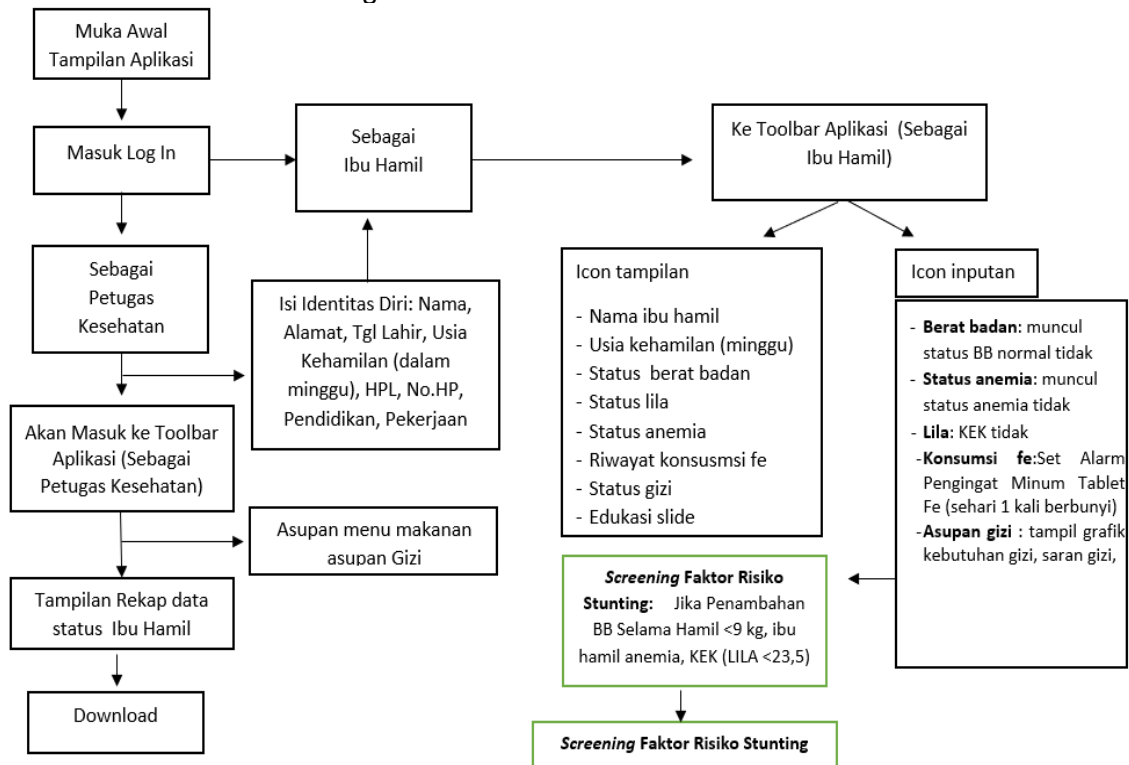 Muka Awal
Tampilan Aplikasi
Masuk Log In
Sebagai
Ibu Hamil
Ke Toolbar Aplikasi (Sebagai
Ibu Hamil)
Sebagai
Petugas
Kesehatan
Isi Identitas Diri: Nama,
Alamat, Tgl Lahir, Usia
Kehamilan (dalam
minggu), HPL, No.HP,
Pendidikan, Pekerjaan
Akan Masuk ke Toolbar
Aplikasi (Sebagai
Petugas Kesehatan)
Asupan menu makanan
asupan Gizi
Tampilan Rekap data
status Ibu Hamil
Download
Icon tampilan
- Nama ibu hamil
- Usia kehamilan (minggu)
- Status berat badan
- Status lila
- Status anemia
- Riwayat konsusmsi fe
- Status gizi
- Edukasi slide
Icon inputan
- Berat badan: muncul
status BB normal tidak
- Status anemia: muncul
status anemia tidak
- Lila: KEK tidak
-Konsumsi fe:Set Alarm
Pengingat Minum Tablet
Fe (sehari 1 kali berbunyi)
-Asupan gizi : tampil grafik
kebutuhan gizi, saran gizi,
Screening Faktor Risiko
Stunting: Jika Penambahan
BB Selama Hamil <9 kg, ibu
hamil anemia, KEK (LILA <23,5)
Screening Faktor Risiko Stunting